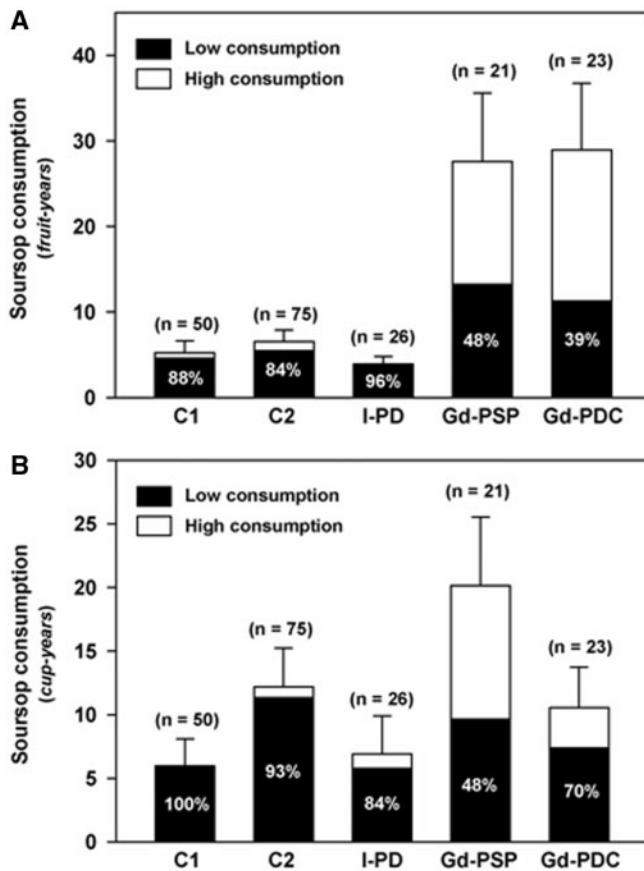 A
Soursop consumption
(fruit-years)
40
30
20
10
0
Low consumption
High consumption
(n = 50)
(n = 75)
(n = 26)
(n = 21)
(n = 23)
88%
84%
96%
48%
39%
C1
C2
I-PD
Gd-PSP
Gd-PDC
B
Soursop consumption
(cup-years)
30
25
20
15
10
5
0
Low consumption
High consumption
(n = 50)
(n = 75)
(n = 26)
(n = 21)
(n = 23)
100%
93%
84%
48%
70%
C1
C2
I-PD
Gd-PSP
Gd-PDC